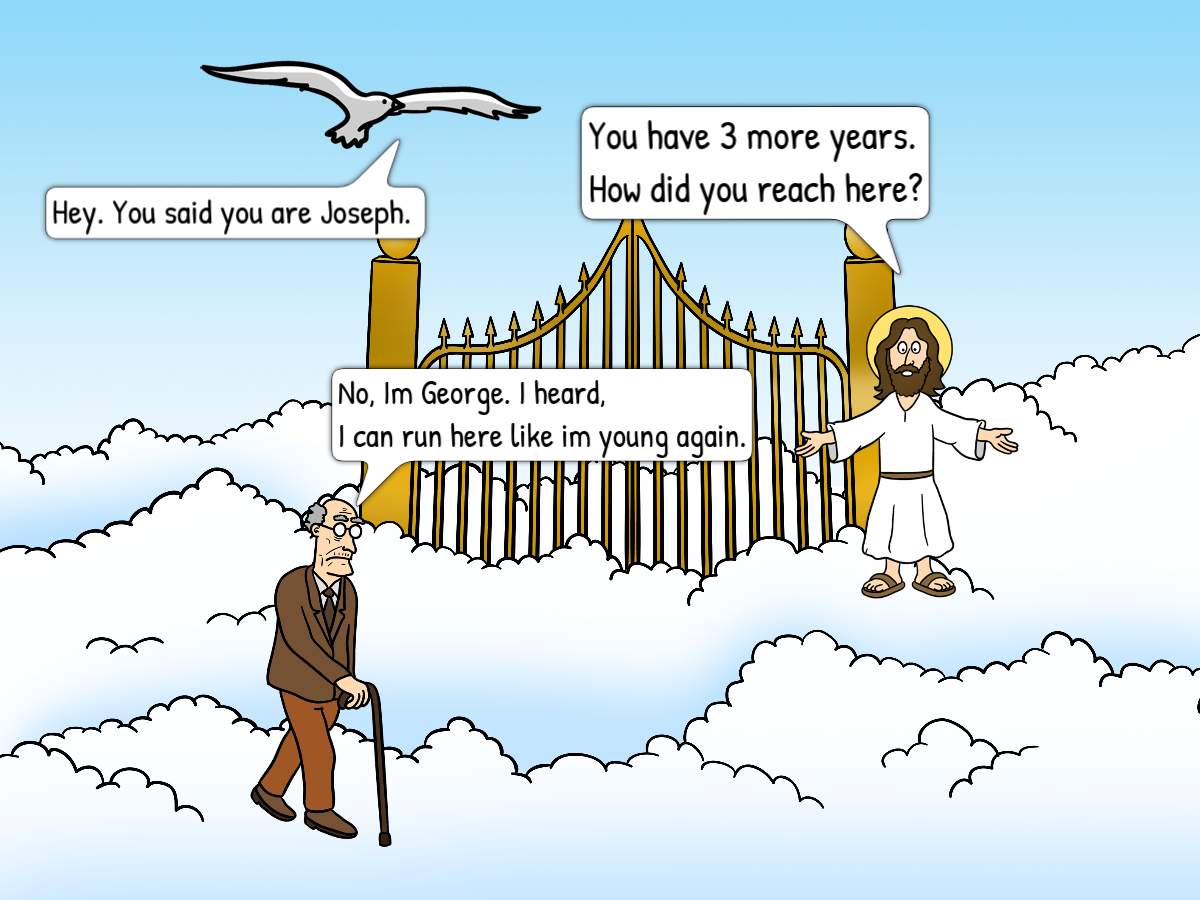 You have 3 more years.
How did you reach here?
Hey. You said you are Joseph.
No, Im George. I heard,
I can run here like im young again.